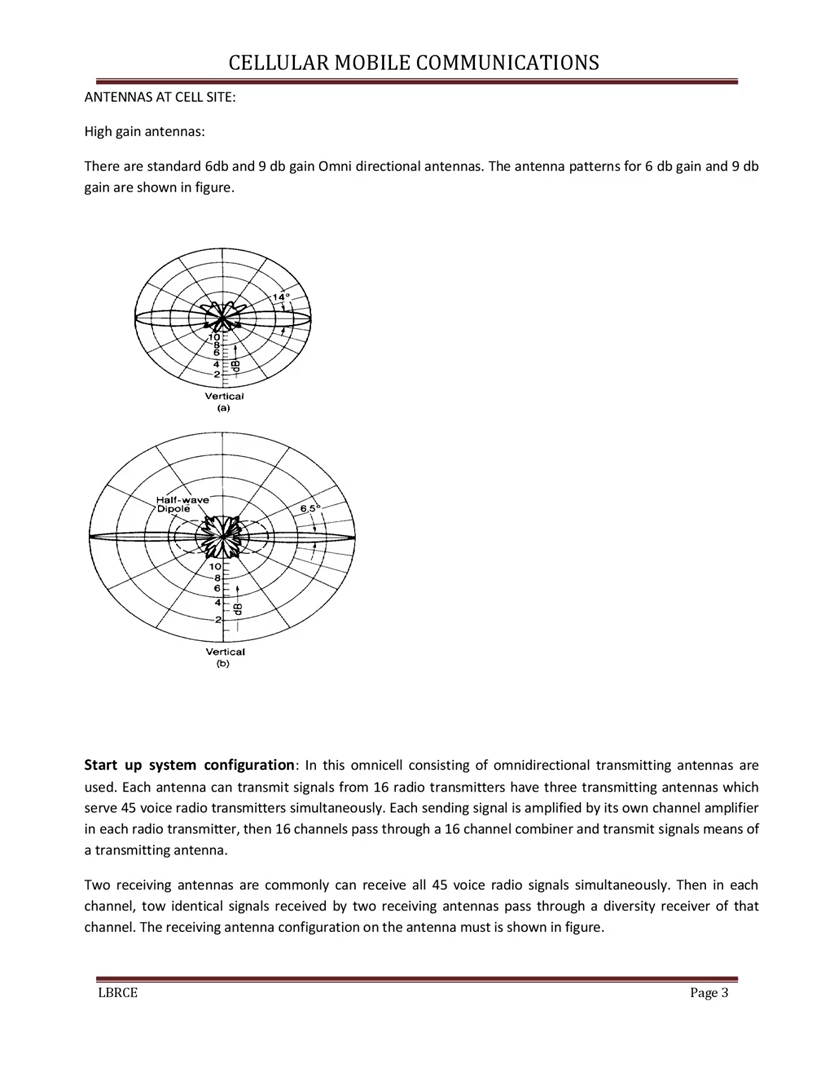 CELLULAR MOBILE COMMUNICATIONS
ANTENNAS AT CELL SITE:
High gain antennas:
There are standard 6db and 9 db gain Omni directional antennas. The antenna patterns for 6 db gain and 9 db
gain are shown in figure.
14°
10
8
6
4
2
dB
Vertical
(a)
Half-wave
Dipole
6.5°
10
8
6
4
2
dB
Vertical
(b)
Start up system configuration: In this omnicell consisting of omnidirectional transmitting antennas are
used. Each antenna can transmit signals from 16 radio transmitters have three transmitting antennas which
serve 45 voice radio transmitters simultaneously. Each sending signal is amplified by its own channel amplifier
in each radio transmitter, then 16 channels pass through a 16 channel combiner and transmit signals means of
a transmitting antenna.
Two receiving antennas are commonly can receive all 45 voice radio signals simultaneously. Then in each
channel, tow identical signals received by two receiving antennas pass through a diversity receiver of that
channel. The receiving antenna configuration on the antenna must is shown in figure.
LBRCE Page 3